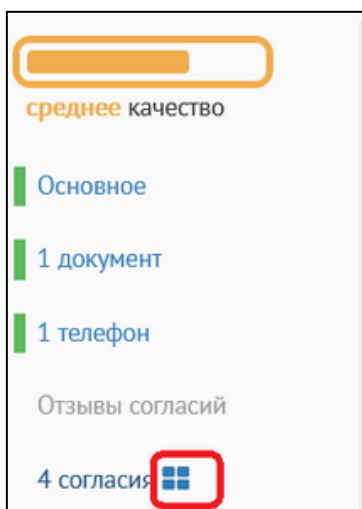 среднее качество
Основное
1 документ
1 телефон
Отзывы согласий
4 согласия